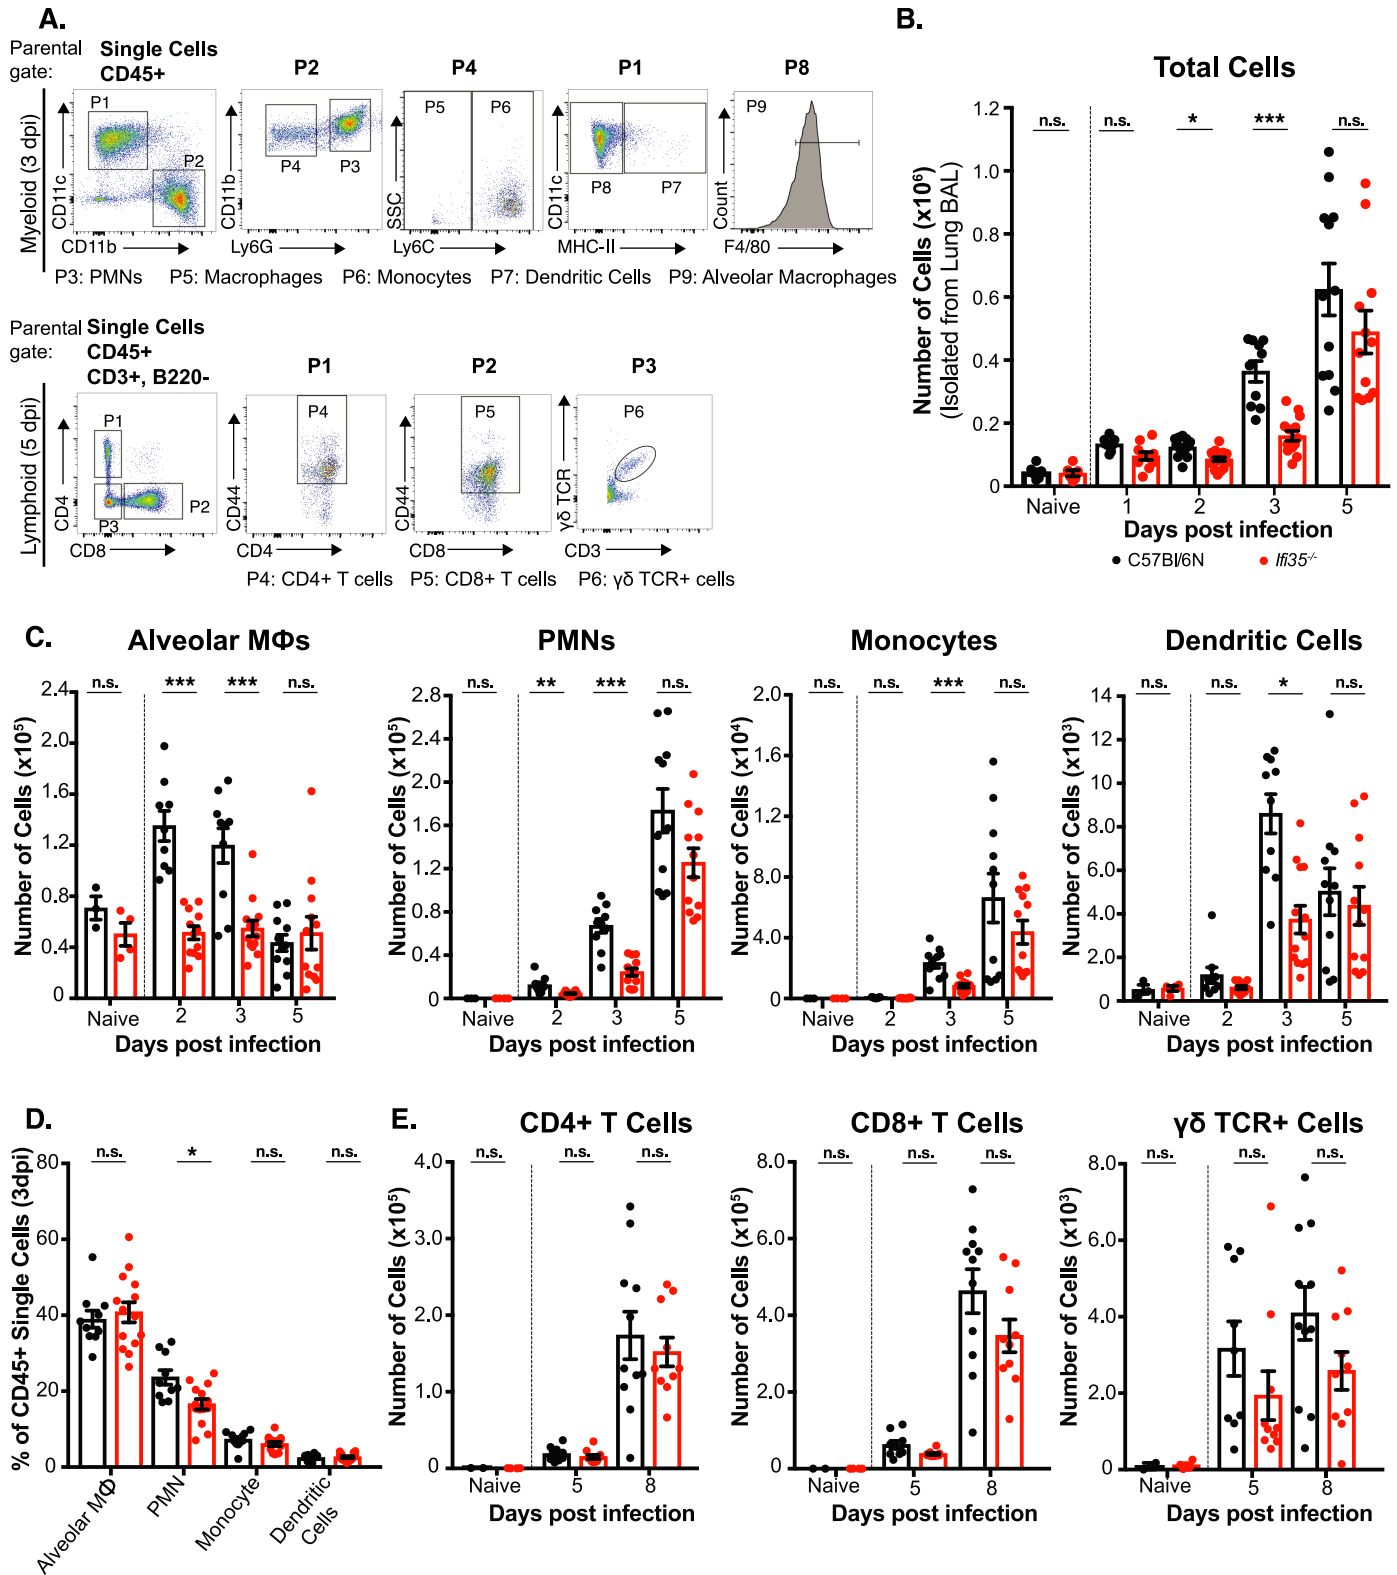 A.
Parental gate:
Single Cells CD45+
P2
P4
P1
P8
Myeloid (3 dpi)
CD11c
P1
P2
CD11b
CD11b
P4
P3
Ly6G
SSC
P5
P6
Ly6C
CD11c
P8
P7
MHC-II
Count
P9
F4/80
P3: PMNs P5: Macrophages P6: Monocytes P7: Dendritic Cells P9: Alveolar Macrophages
Parental gate:
Single Cells
CD45+
CD3+, B220-
P1
P2
P3
Lymphoid (5 dpi)
CD4
P1
P3
P2
CD8
CD44
P4
CD4
CD44
P5
CD8
γδ TCR
P6
CD3
P4: CD4+ T cells P5: CD8+ T cells P6: γδ TCR+ cells
B.
Total Cells
Number of Cells (x10⁶)
(Isolated from Lung BAL)
1.2
1.0
0.8
0.6
0.4
0.2
0
n.s. n.s. * *** n.s.
Naive 1 2 3 5
Days post infection
C57Bl/6N Ifi35-/-
C.
Alveolar MΦs
Number of Cells (x10⁵)
2.4
2.0
1.6
1.2
0.8
0.4
0
n.s. *** *** n.s.
Naive 2 3 5
Days post infection
PMNs
Number of Cells (x10⁵)
2.8
2.4
2.0
1.6
1.2
0.8
0.4
0
n.s. ** *** n.s.
Naive 2 3 5
Days post infection
Monocytes
Number of Cells (x10⁴)
2.0
1.6
1.2
8.0
4.0
0
n.s. n.s. *** n.s.
Naive 2 3 5
Days post infection
Dendritic Cells
Number of Cells (x10³)
14
12
10
8.0
6.0
4.0
2.0
0
n.s. n.s. * n.s.
Naive 2 3 5
Days post infection
D.
% of CD45+ Single Cells (3dpi)
80
60
40
20
0
n.s. * n.s. n.s.
Alveolar MΦ
PMN
Monocyte
Dendritic Cells
E.
CD4+ T Cells
Number of Cells (x10⁵)
4.0
3.0
2.0
1.0
0
n.s. n.s. n.s.
Naive 5 8
Days post infection
CD8+ T Cells
Number of Cells (x10⁵)
8.0
6.0
4.0
2.0
0
n.s. n.s. n.s.
Naive 5 8
Days post infection
γδ TCR+ Cells
Number of Cells (x10³)
8.0
6.0
4.0
2.0
0
n.s. n.s. n.s.
Naive 5 8
Days post infection